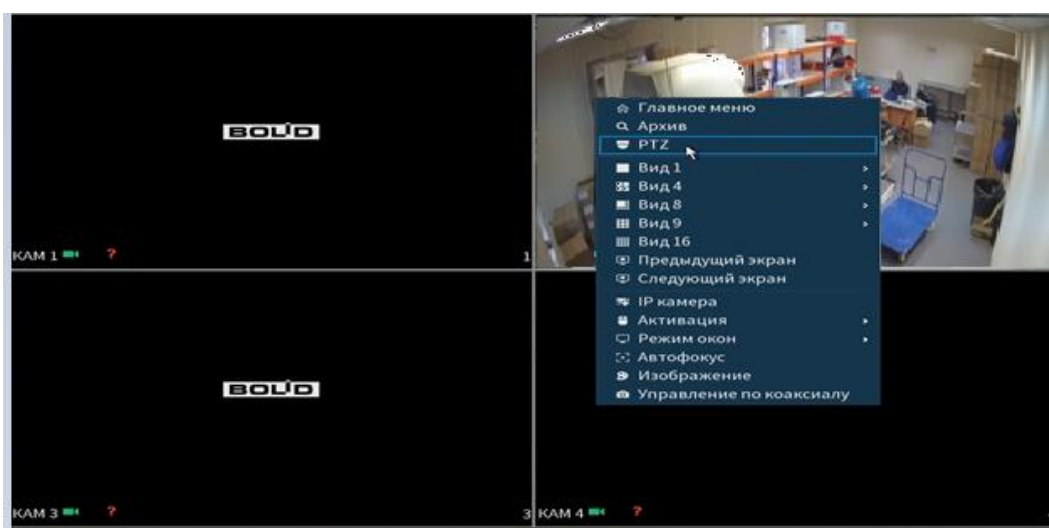 BOLID
КАМ 1 ?
1
Главное меню
Архив
PTZ
Вид 1
Вид 4
Вид 8
Вид 9
Вид 16
Предыдущий экран
Следующий экран
IP камера
Активация
Режим окон
Автофокус
Изображение
Управление по коаксиалу
BOLID
КАМ 3 ?
3
КАМ 4 ?